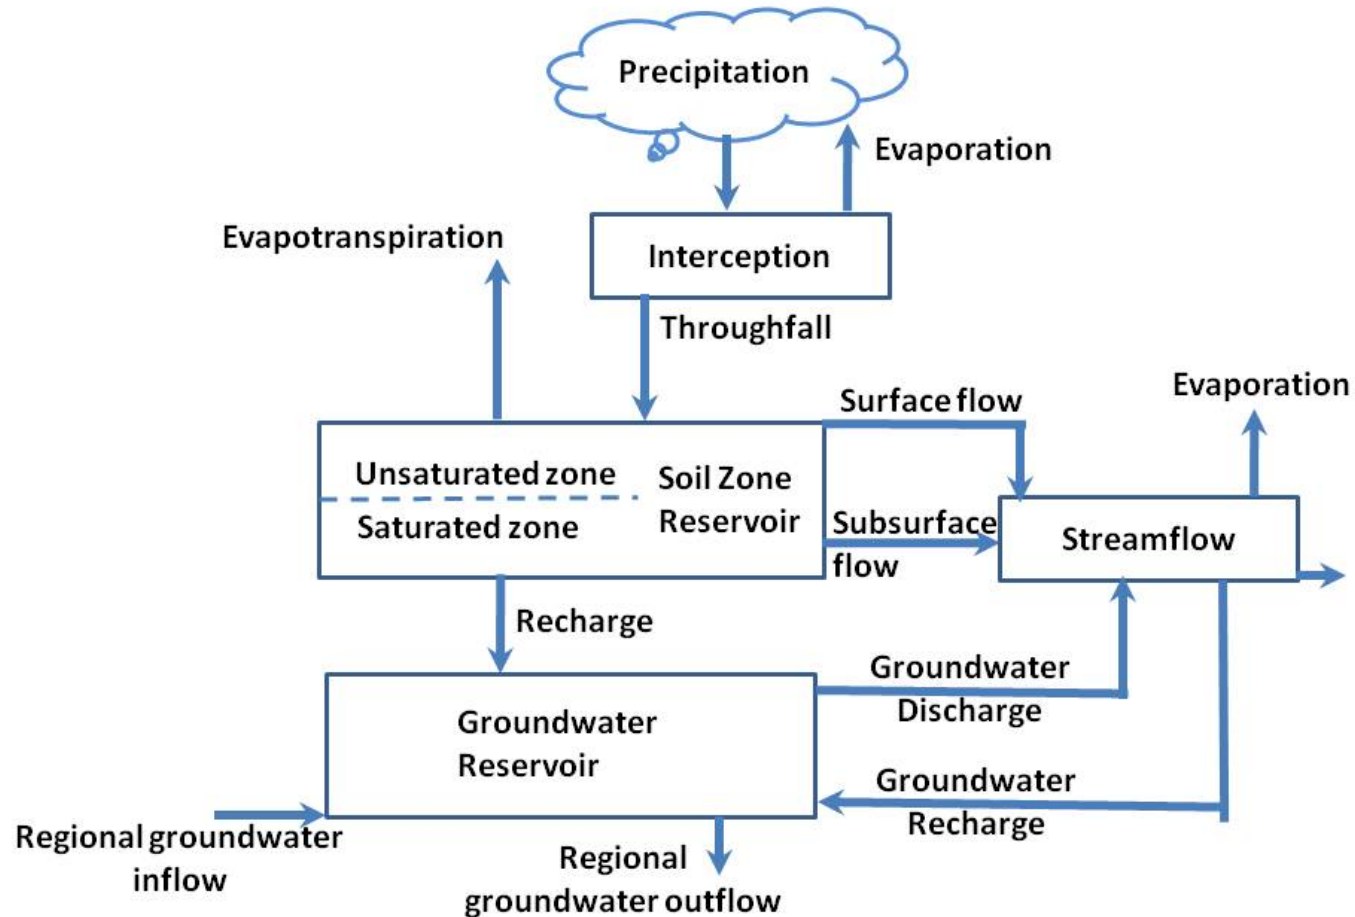 Precipitation
Evaporation
Evapotranspiration
Interception
Throughfall
Evaporation
Surface flow
Unsaturated zone
Soil Zone
Reservoir
Saturated zone
Subsurface
flow
Streamflow
Recharge
Groundwater
Discharge
Groundwater
Reservoir
Groundwater
Recharge
Regional groundwater
inflow
Regional
groundwater outflow